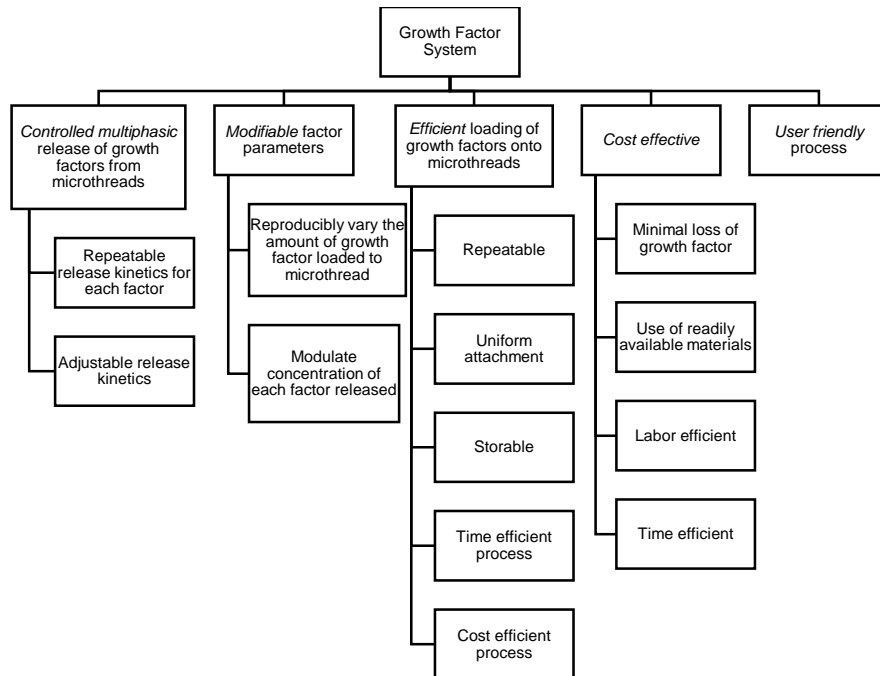 Growth Factor
System
Controlled multiphasic
release of growth
factors from
microthreads
Repeatable
release kinetics for
each factor
Adjustable release
kinetics
Modifiable factor
parameters
Reproducibly vary the
amount of growth
factor loaded to
microthread
Modulate
concentration of
each factor released
Efficient loading of
growth factors onto
microthreads
Repeatable
Uniform
attachment
Storable
Time efficient
process
Cost efficient
process
Cost effective
Minimal loss of
growth factor
Use of readily
available materials
Labor efficient
Time efficient
User friendly
process